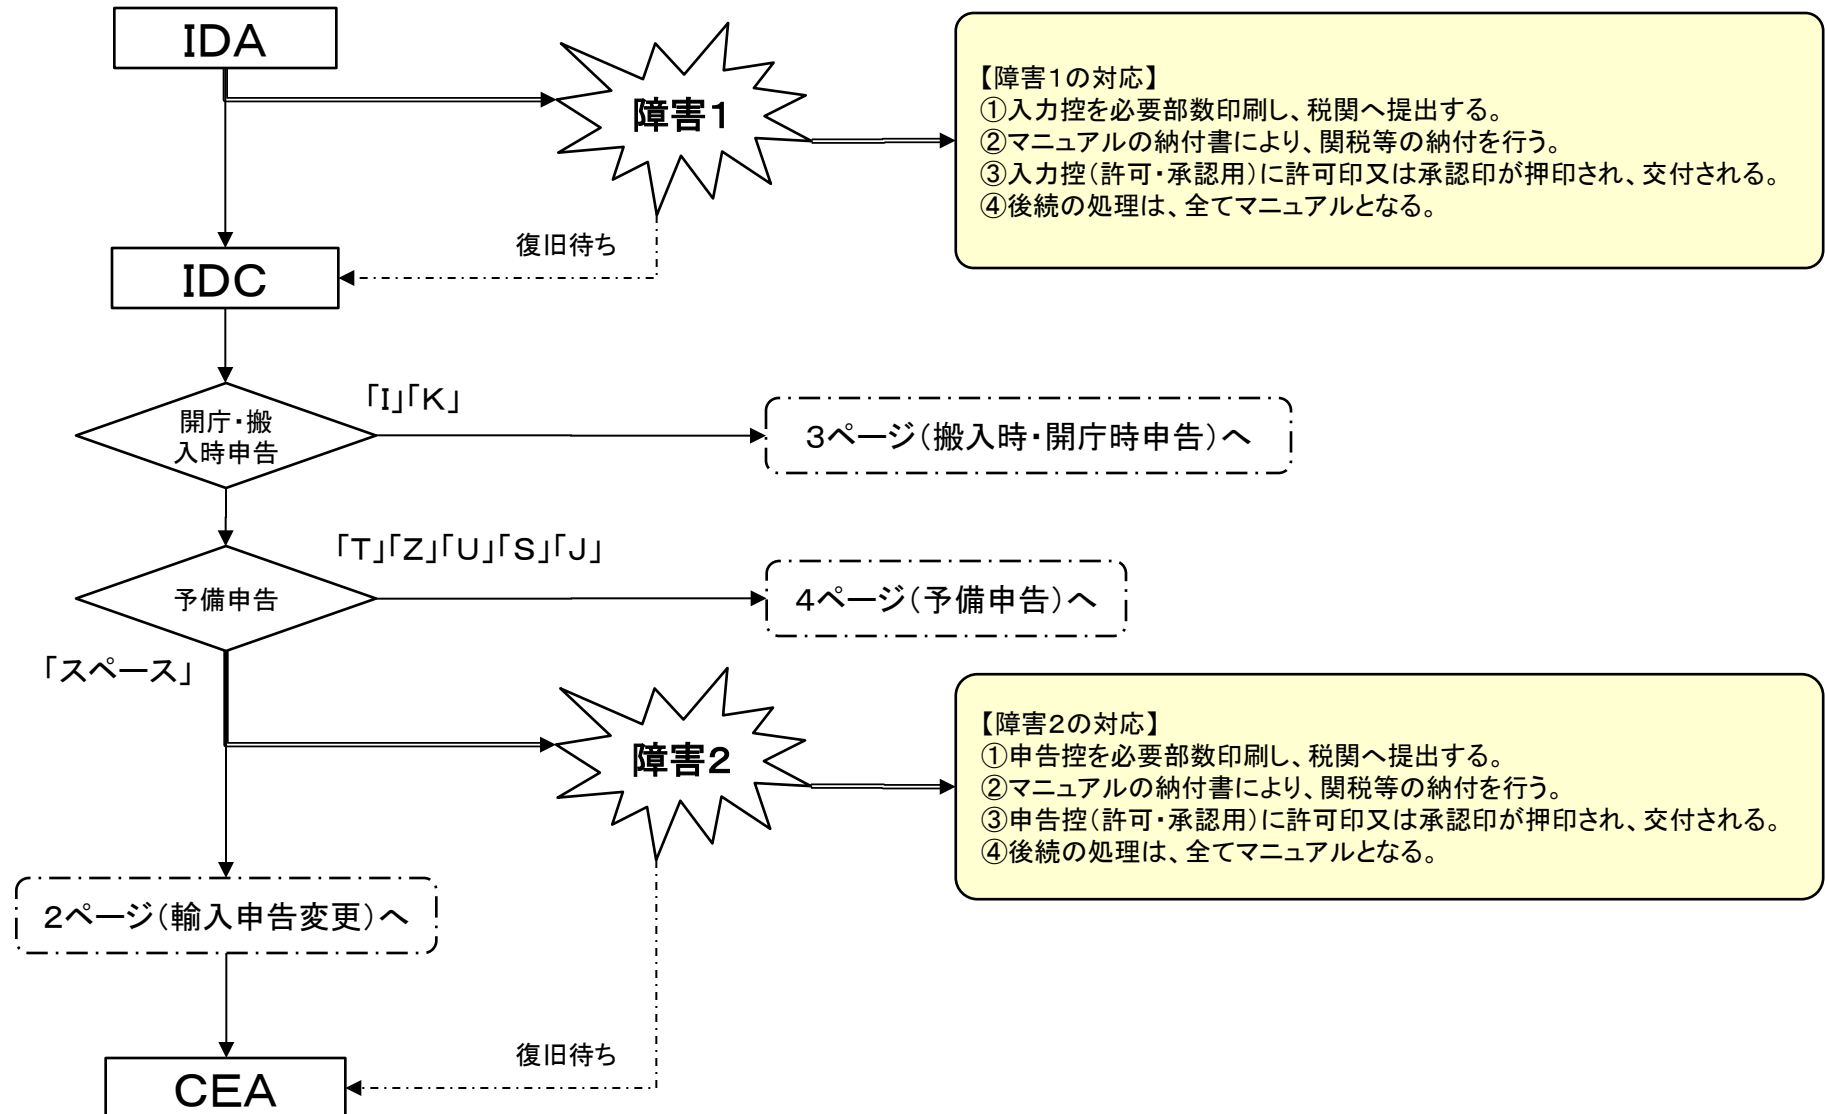 IDA
障害1
【障害1の対応】
①入力控を必要部数印刷し、税関へ提出する。
②マニュアルの納付書により、関税等の納付を行う。
③入力控(許可・承認用)に許可印又は承認印が押印され、交付される。
④後続の処理は、全てマニュアルとなる。
復旧待ち
IDC
開庁・搬
入時申告
「I」「K」
3ページ(搬入時・開庁時申告)へ
予備申告
「T」「Z」「U」「S」「J」
4ページ(予備申告)へ
「スペース」
障害2
【障害2の対応】
①申告控を必要部数印刷し、税関へ提出する。
②マニュアルの納付書により、関税等の納付を行う。
③申告控(許可・承認用)に許可印又は承認印が押印され、交付される。
④後続の処理は、全てマニュアルとなる。
2ページ(輸入申告変更)へ
復旧待ち
CEA